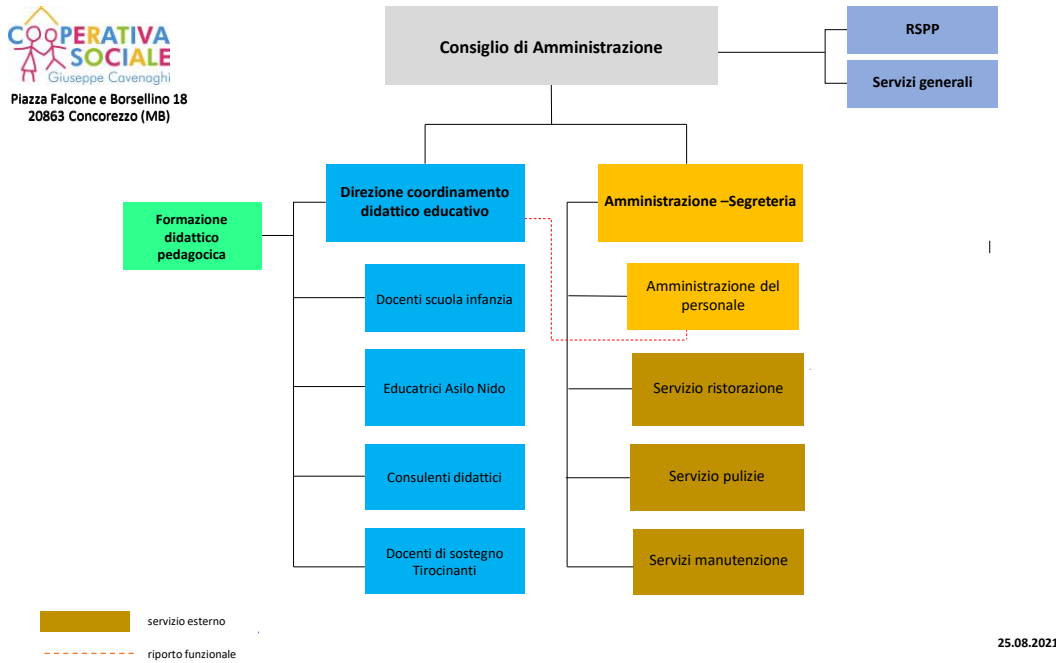 COOPERATIVA
SOCIALE
Giuseppe Cavenaghi
Piazza Falcone e Borsellino 18
20863 Concorezzo (MB)
Consiglio di Amministrazione
RSPP
Servizi generali
Direzione coordinamento
didattico educativo
Amministrazione –Segreteria
Formazione
didattico
pedagocica
Docenti scuola infanzia
Amministrazione del
personale
Educatrici Asilo Nido
Servizio ristorazione
Consulenti didattici
Servizio pulizie
Docenti di sostegno
Tirocinanti
Servizi manutenzione
servizio esterno
riporto funzionale
25.08.2021